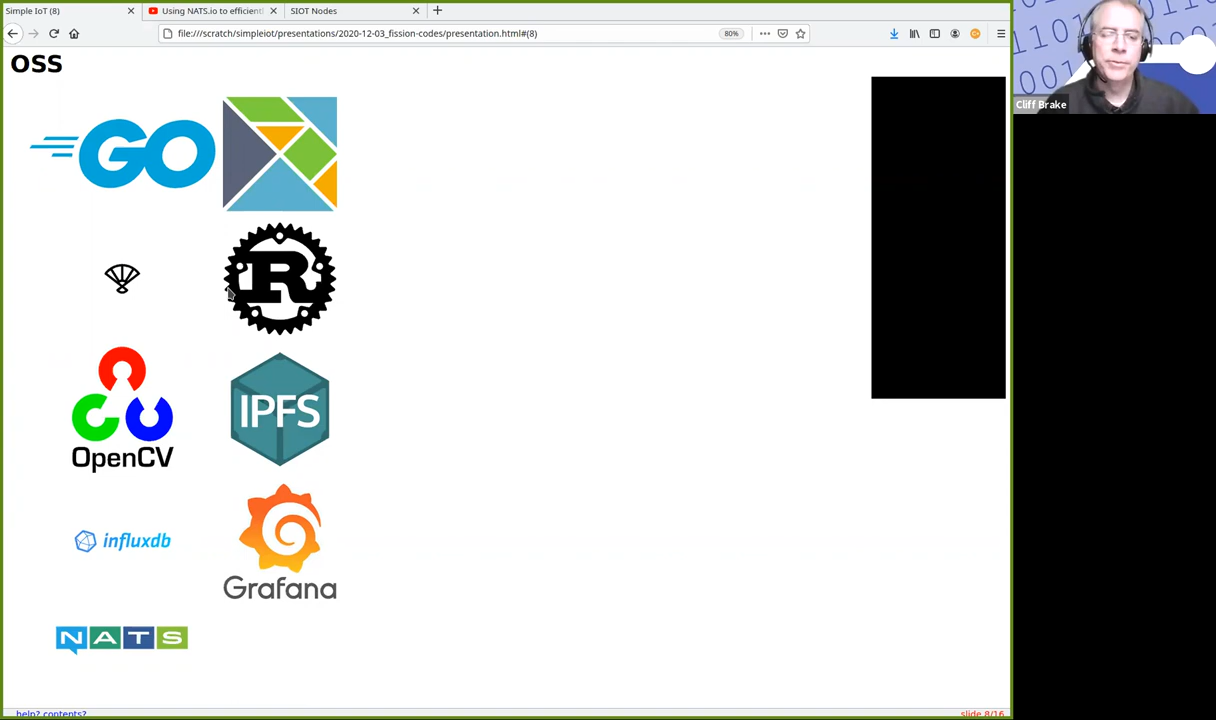 Simple IoT (8)
Using NATS.io to efficientl
SIOT Nodes
file:///scratch/simpleiot/presentations/2020-12-03_fission-codes/presentation.html#(8)
80%
Cliff Brake
OSS
GO
R
OpenCV
IPFS
influxdb
Grafana
NATS
help? contents?
slide 8/16